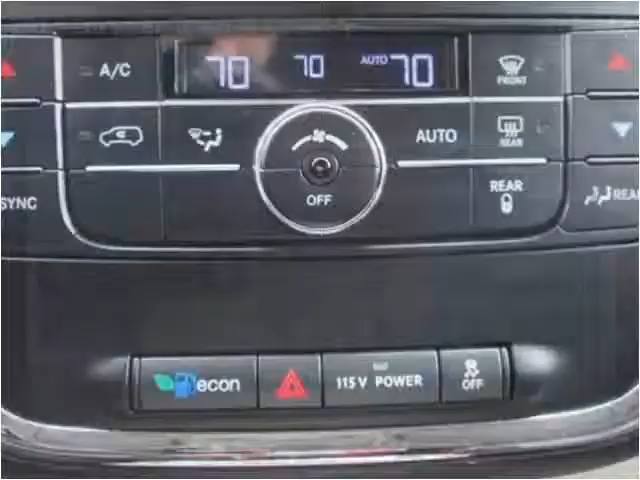 A/C
70 70 AUTO 70
FRONT
AUTO
REAR
SYNC
OFF
REAR
REAR
econ
115V POWER
OFF